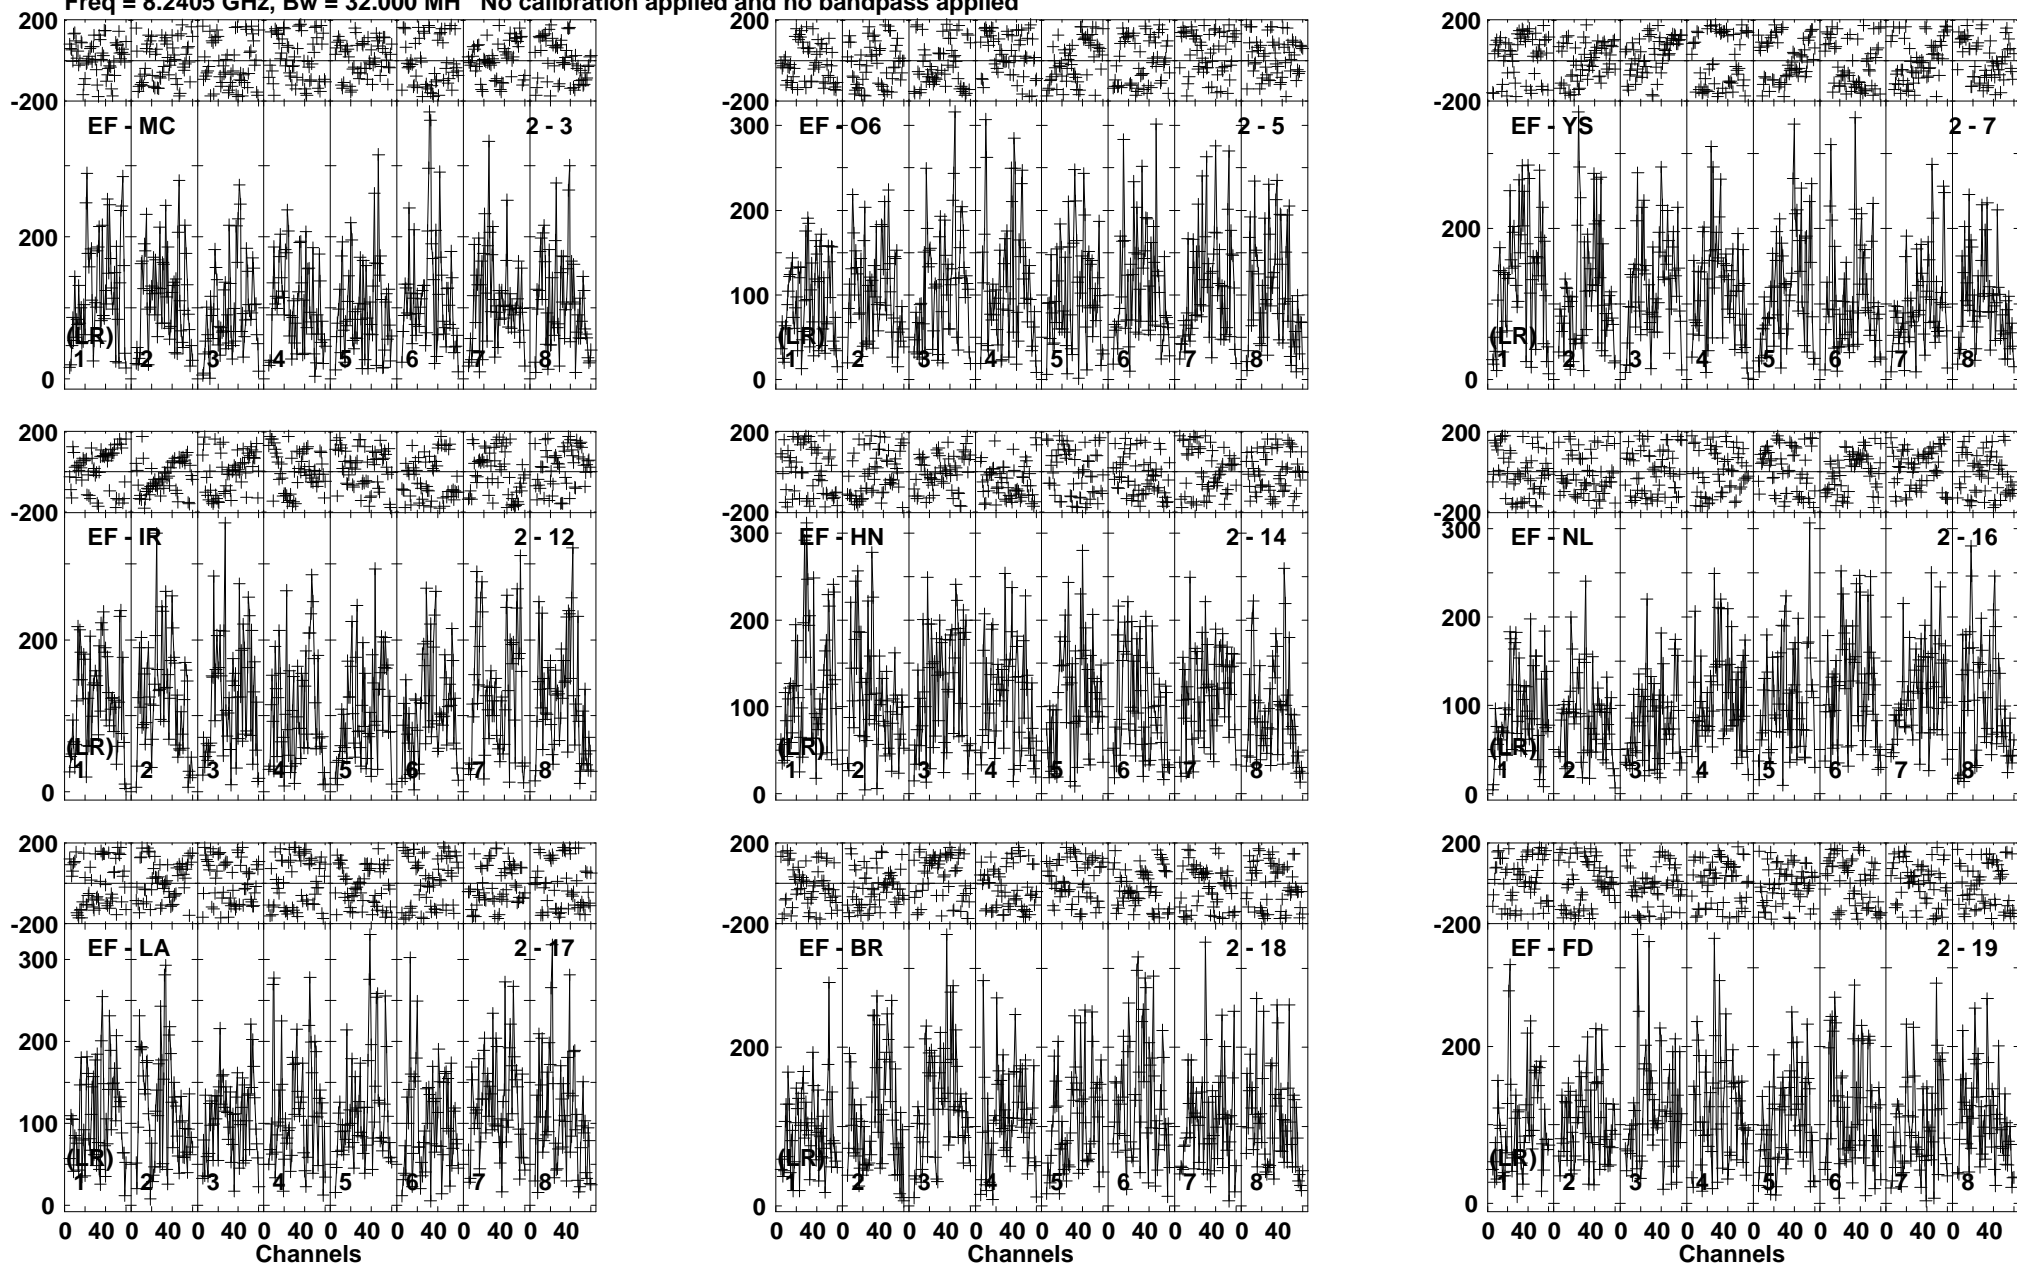 Freq = 8.2405 GHz, Bw = 32.000 MH No calibration applied and no bandpass applied
200 200 200
-200 -200 -200
EF - MC 2 - 3 EF - O6 2 - 5 EF - YS 2 - 7
300
200 200 200
100
(LR) (LR) (LR)
1 2 3 4 5 6 7 8 1 2 3 4 5 6 7 8 1 2 3 4 5 6 7 8
0 0 0
200 200 200
-200 -200 -200
EF - IR 2 - 12 EF - HN 2 - 14 EF - NL 2 - 16
300 300
200 200 200
100 100
(LR) (LR) (LR)
1 2 3 4 5 6 7 8 1 2 3 4 5 6 7 8 1 2 3 4 5 6 7 8
0 0 0
200 200 200
-200 -200 -200
EF - LA 2 - 17 EF - BR 2 - 18 EF - FD 2 - 19
300
200 200 200
100
(LR) (LR) (LR)
1 2 3 4 5 6 7 8 1 2 3 4 5 6 7 8 1 2 3 4 5 6 7 8
0 0 0
0 40 0 40 0 40 0 40 0 40 0 40 0 40 0 40 0 40 0 40 0 40 0 40 0 40 0 40 0 40 0 40 0 40 0 40 0 40 0 40 0 40 0 40 0 40 0 40
Channels Channels Channels